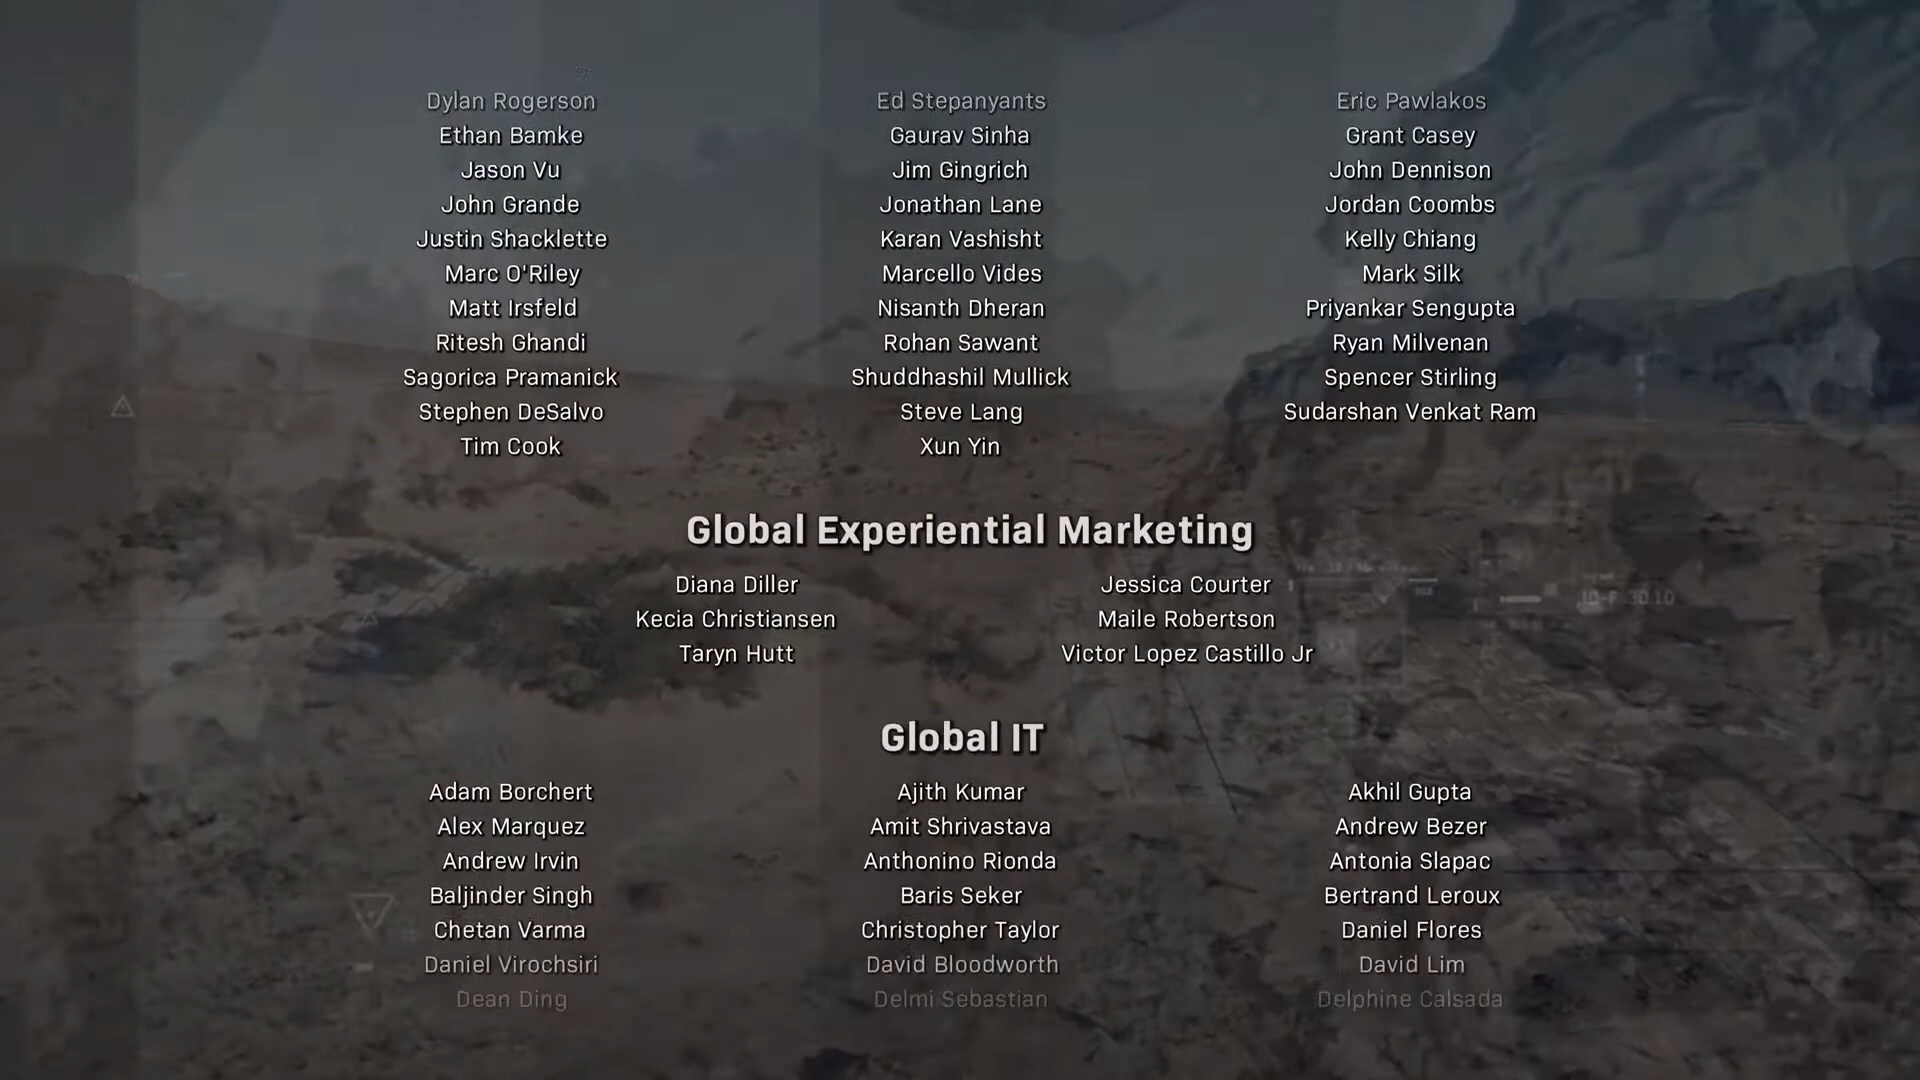 Dylan Rogerson Ed Stepanyants Eric Pawlakos
Ethan Bamke Gaurav Sinha Grant Casey
Jason Vu Jim Gingrich John Dennison
John Grande Jonathan Lane Jordan Coombs
Justin Shacklette Karan Vashisht Kelly Chiang
Marc O'Riley Marcello Vides Mark Silk
Matt Irsfeld Nisanth Dheran Priyankar Sengupta
Ritesh Ghandi Rohan Sawant Ryan Milvenan
Sagorica Pramanick Shuddhashil Mullick Spencer Stirling
Stephen DeSalvo Steve Lang Sudarshan Venkat Ram
Tim Cook Xun Yin
Global Experiential Marketing
Diana Diller Jessica Courter
Kecia Christiansen Maile Robertson
Taryn Hutt Victor Lopez Castillo Jr
Global IT
Adam Borchert Ajith Kumar Akhil Gupta
Alex Marquez Amit Shrivastava Andrew Bezer
Andrew Irvin Anthonino Rionda Antonia Slapac
Baljinder Singh Baris Seker Bertrand Leroux
Chetan Varma Christopher Taylor Daniel Flores
Daniel Virochsiri David Bloodworth David Lim
Dean Ding Delmi Sebastian Delphine Calsada